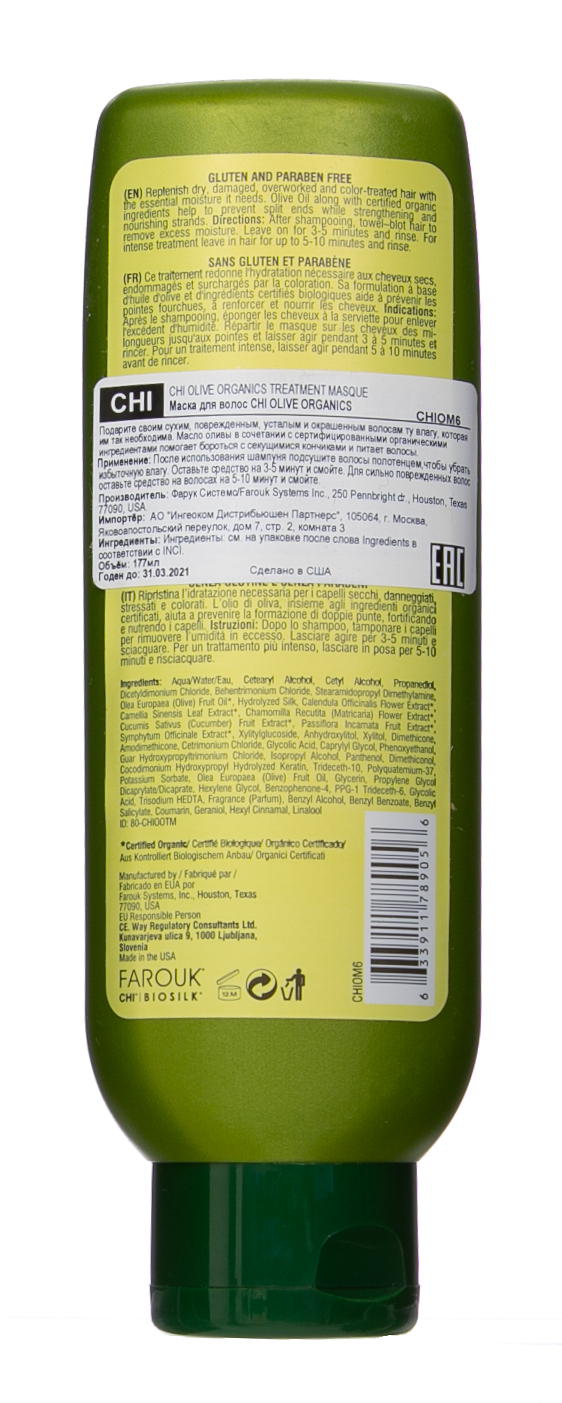 GLUTEN AND PARABEN FREE
(EN) Replenish dry, damaged, overworked and color-treated hair with
the essential moisture it needs. Olive Oil along with certified organic
ingredients help to prevent split ends while strengthening and
nourishing strands. Directions: After shampooing, towel-blot hair to
remove excess moisture. Leave on for 3-5 minutes and rinse. For
intense treatment leave in hair for up to 5-10 minutes and rinse.
SANS GLUTEN ET PARABÈNE
(FR) Ce traitement redonne l'hydratation nécessaire aux cheveux secs,
endommagés et surchargés par la coloration. Sa formulation à base
d'huile d'olive et d'ingrédients certifiés biologiques aide à prévenir les
pointes fourchues, à renforcer et nourrir les cheveux. Indications:
Après le shampooing, éponger les cheveux à la serviette pour enlever
l'excédent d'humidité. Répartir le masque sur les cheveux des mi-
longueurs jusqu'aux pointes et laisser agir pendant 3 à 5 minutes et
rincer. Pour un traitement intense, laisser agir pendant 5 à 10 minutes
avant de rincer.
CHI
CHI OLIVE ORGANICS TREATMENT MASQUE
Маска для волос CHI OLIVE ORGANICS
CHIOM6
Подарите своим сухим, поврежденным, усталым и окрашенным волосам ту влагу, которая
им так необходима. Масло оливы в сочетании с сертифицированными органическими
ингредиентами помогает бороться с секущимися кончиками и питает волосы.
Применение: После использования шампуня подсушите волосы полотенцем,чтобы убрать
избыточную влагу. Оставьте средство на 3-5 минут и смойте. Для сильно поврежденных волос
оставьте средство на волосах на 5-10 минут и смойте.
Производитель: Фарук Системс/Farouk Systems Inc., 250 Pennbright dr., Houston, Texas
77090, USA.
Импортёр: АО "Ингеоком Дистрибьюшен Партнерс", 105064, г. Москва,
Яковоапостольский переулок, дом 7, стр. 2, комната 3
Ингредиенты: Ингредиенты: см. на упаковке после слова Ingredients в
соответствии с INCI.
Объём: 177мл
Годен до: 31.03.2021
Сделано в США
EAC
SENZA GLUTINE E SENZA PARABENI
(IT) Ripristina l'idratazione necessaria per i capelli secchi, danneggiati,
stressati e colorati. L'olio di oliva, insieme agli ingredienti organici
certificati, aiuta a prevenire la formazione di doppie punte, fortificando
e nutrendo i capelli. Istruzioni: Dopo lo shampoo, tamponare i capelli
per rimuovere l'umidità in eccesso. Lasciare agire per 3-5 minuti e
sciacquare. Per un trattamento più intenso, lasciare in posa per 5-10
minuti e risciacquare.
Ingredients: Aqua/Water/Eau, Cetearyl Alcohol, Cetyl Alcohol, Propanediol,
Dicetyldimonium Chloride, Behentrimonium Chloride, Stearamidopropyl Dimethylamine,
Olea Europaea (Olive) Fruit Oil*, Hydrolyzed Silk, Calendula Officinalis Flower Extract*,
Camellia Sinensis Leaf Extract*, Chamomilla Recutita (Matricaria) Flower Extract*,
Cucumis Sativus (Cucumber) Fruit Extract*, Passiflora Incarnata Fruit Extract*,
Symphytum Officinale Extract*, Xylitylglucoside, Anhydroxylitol, Xylitol, Dimethicone,
Amodimethicone, Cetrimonium Chloride, Glycolic Acid, Caprylyl Glycol, Phenoxyethanol,
Guar Hydroxypropyltrimonium Chloride, Isopropyl Alcohol, Panthenol, Dimethiconol,
Cocodimonium Hydroxypropyl Hydrolyzed Keratin, Trideceth-10, Polyquaternium-37,
Potassium Sorbate, Olea Europaea (Olive) Fruit Oil, Glycerin, Propylene Glycol
Dicaprylate/Dicaprate, Hexylene Glycol, Benzophenone-4, PPG-1 Trideceth-6, Glycolic
Acid, Trisodium HEDTA, Fragrance (Parfum), Benzyl Alcohol, Benzyl Benzoate, Benzyl
Salicylate, Coumarin, Geraniol, Hexyl Cinnamal, Linalool
ID: 80-CHIOOTM
*Certified Organic/ Certifié Biologique/ Orgánico Certificado/
Aus Kontrolliert Biologischem Anbau/ Organici Certificati
Manufactured by / Fabriqué par /
Fabricado en EUA por
Farouk Systems, Inc., Houston, Texas
77090, USA
EU Responsible Person
CE. Way Regulatory Consultants Ltd.
Kunavarjeva ulica 9, 1000 Ljubljana,
Slovenia
Made in the USA
FAROUK™
CHI® | BIOSILK®
12 M
CHIOM6
6 33911 78905 6